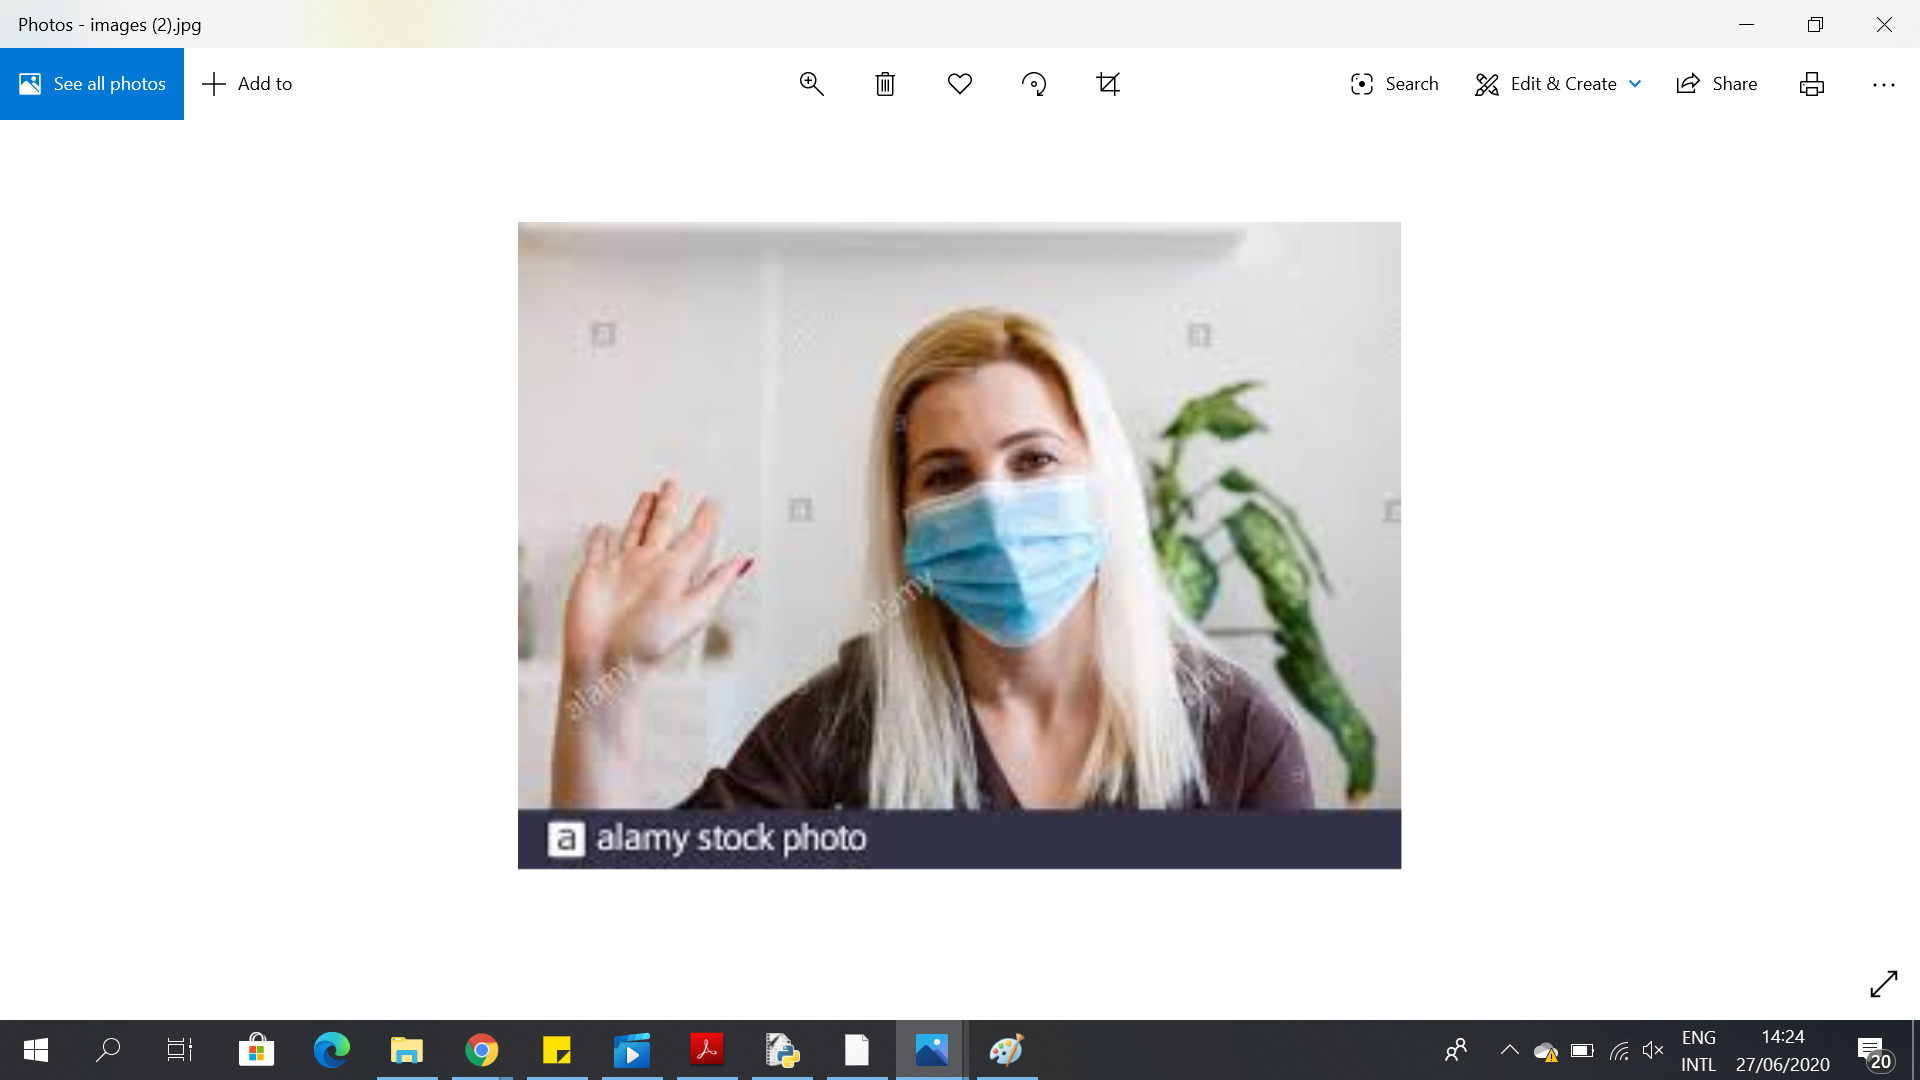 Photos - images (2).jpg
See all photos
Add to
Search
Edit & Create
Share
a
a
a
alamy
alamy
a alamy stock photo
ENG
INTL
14:24
27/06/2020
20